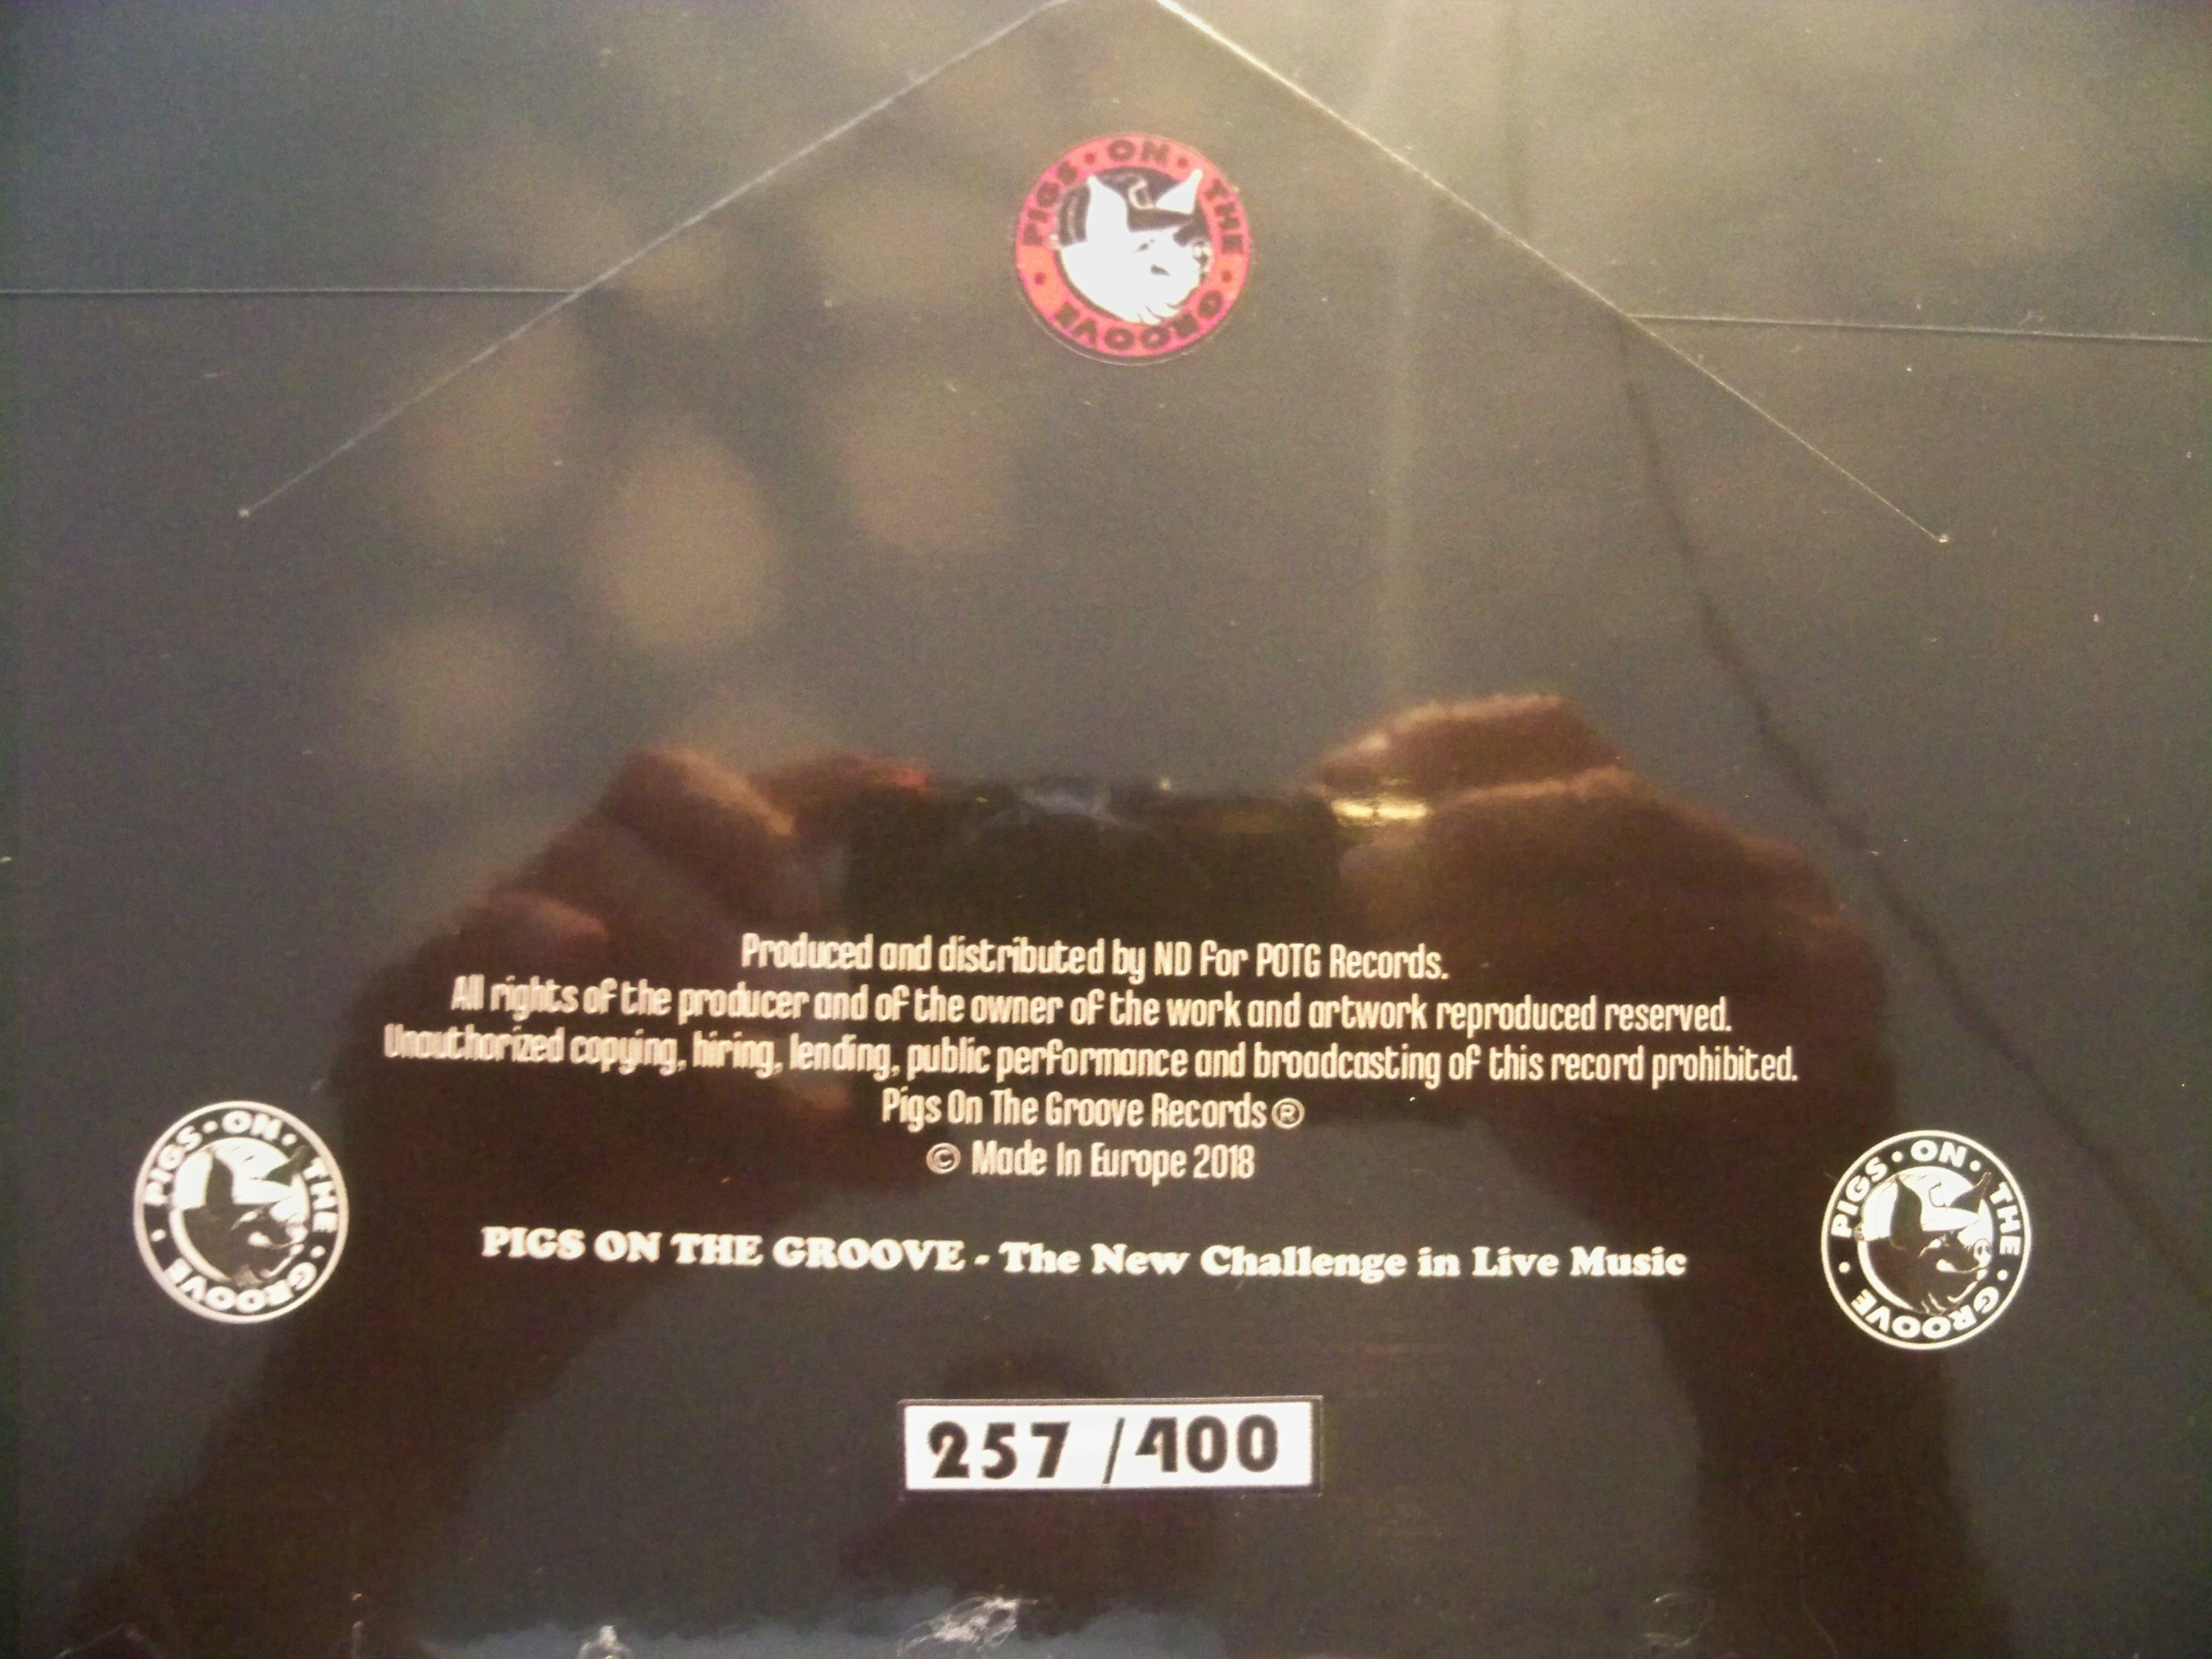 PIGS • ON • THE • GROOVE •
Produced and distributed by ND for POTG Records.
All rights of the producer and of the owner of the work and artwork reproduced reserved.
Unauthorized copying, hiring, lending, public performance and broadcasting of this record prohibited.
Pigs On The Groove Records ®
© Made In Europe 2018
PIGS • ON • THE • GROOVE •
PIGS • ON • THE • GROOVE •
PIGS ON THE GROOVE - The New Challenge in Live Music
257 /400